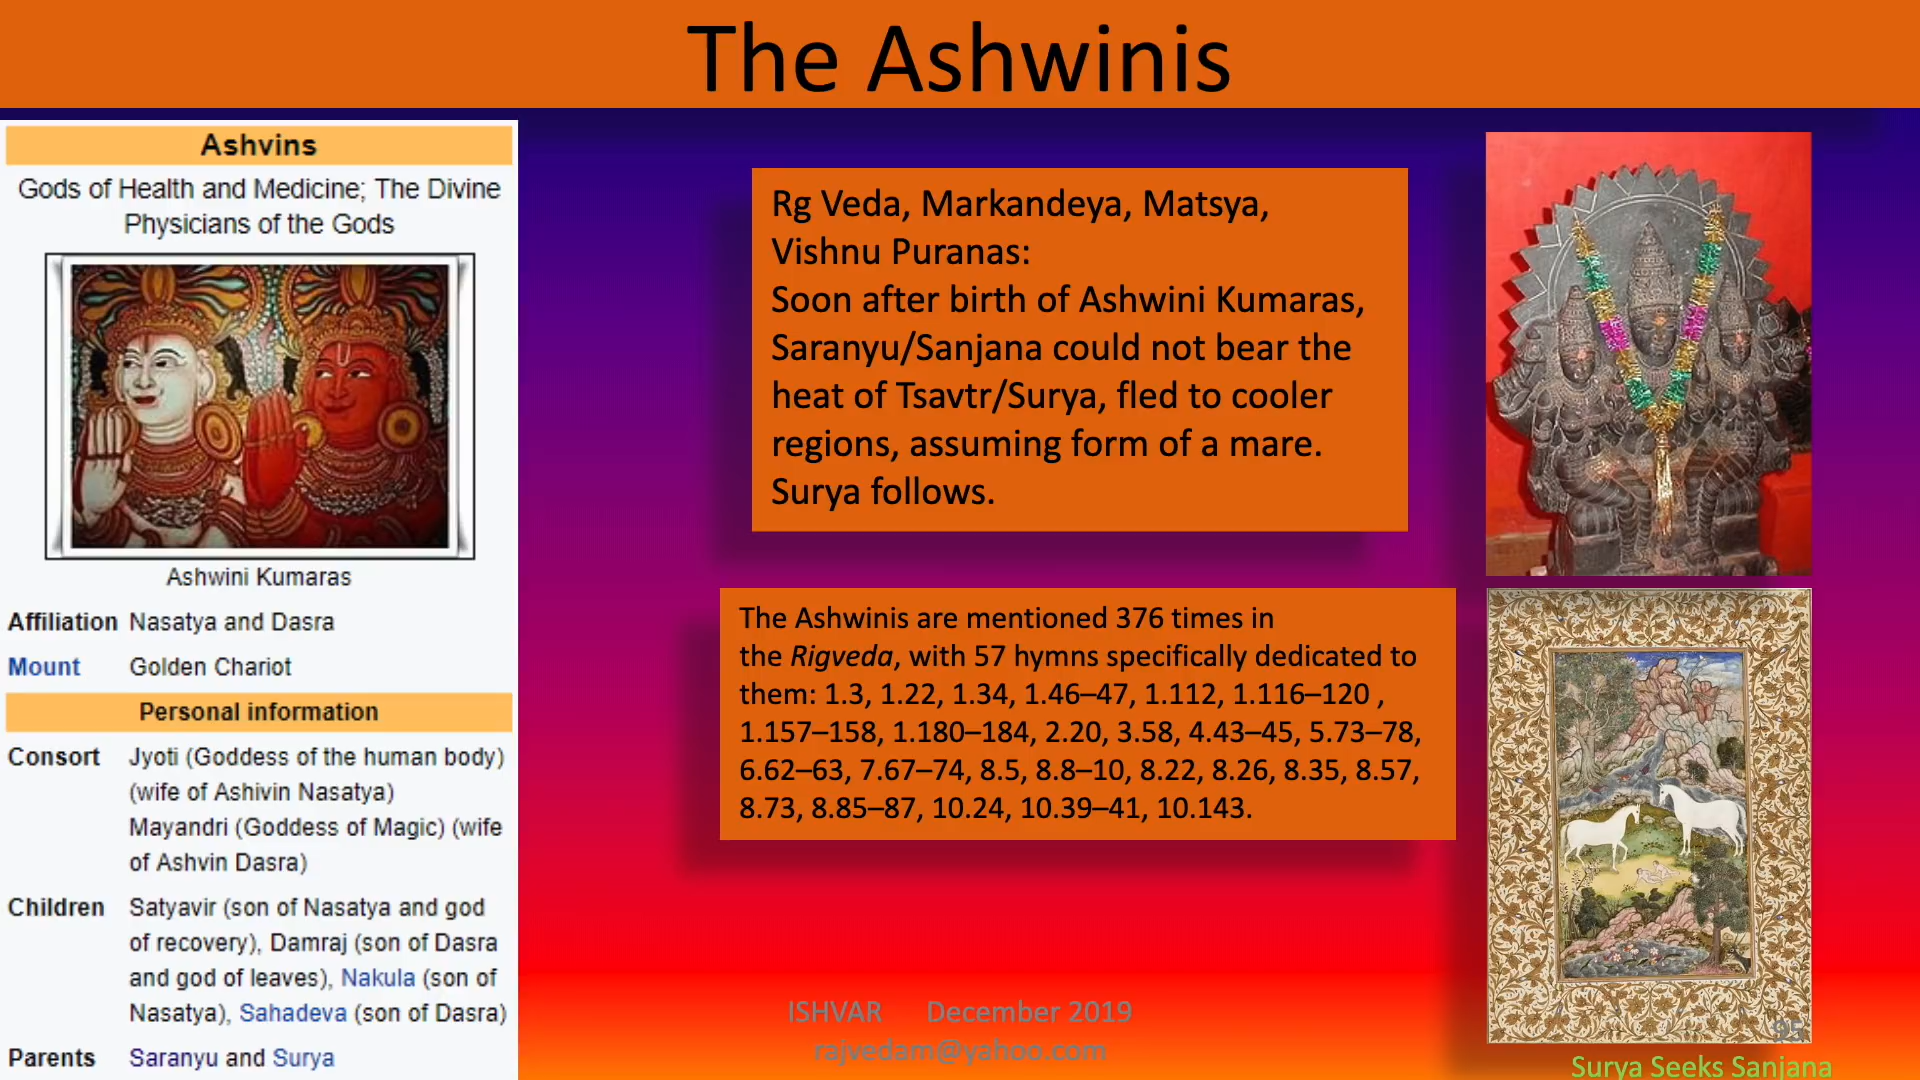 The Ashwinis
Ashvins
Gods of Health and Medicine; The Divine
Physicians of the Gods
Ashwini Kumaras
Affiliation Nasatya and Dasra
Mount Golden Chariot
Personal information
Consort Jyoti (Goddess of the human body)
(wife of Ashivin Nasatya)
Mayandri (Goddess of Magic) (wife
of Ashvin Dasra)
Children Satyavir (son of Nasatya and god
of recovery), Damraj (son of Dasra
and god of leaves), Nakula (son of
Nasatya), Sahadeva (son of Dasra)
Parents Saranyu and Surya
Rg Veda, Markandeya, Matsya,
Vishnu Puranas:
Soon after birth of Ashwini Kumaras,
Saranyu/Sanjana could not bear the
heat of Tsavtr/Surya, fled to cooler
regions, assuming form of a mare.
Surya follows.
The Ashwinis are mentioned 376 times in
the Rigveda, with 57 hymns specifically dedicated to
them: 1.3, 1.22, 1.34, 1.46–47, 1.112, 1.116–120 ,
1.157–158, 1.180–184, 2.20, 3.58, 4.43–45, 5.73–78,
6.62–63, 7.67–74, 8.5, 8.8–10, 8.22, 8.26, 8.35, 8.57,
8.73, 8.85–87, 10.24, 10.39–41, 10.143.
ISHVAR December 2019
rajvedam@yahoo.com
95
Surya Seeks Sanjana